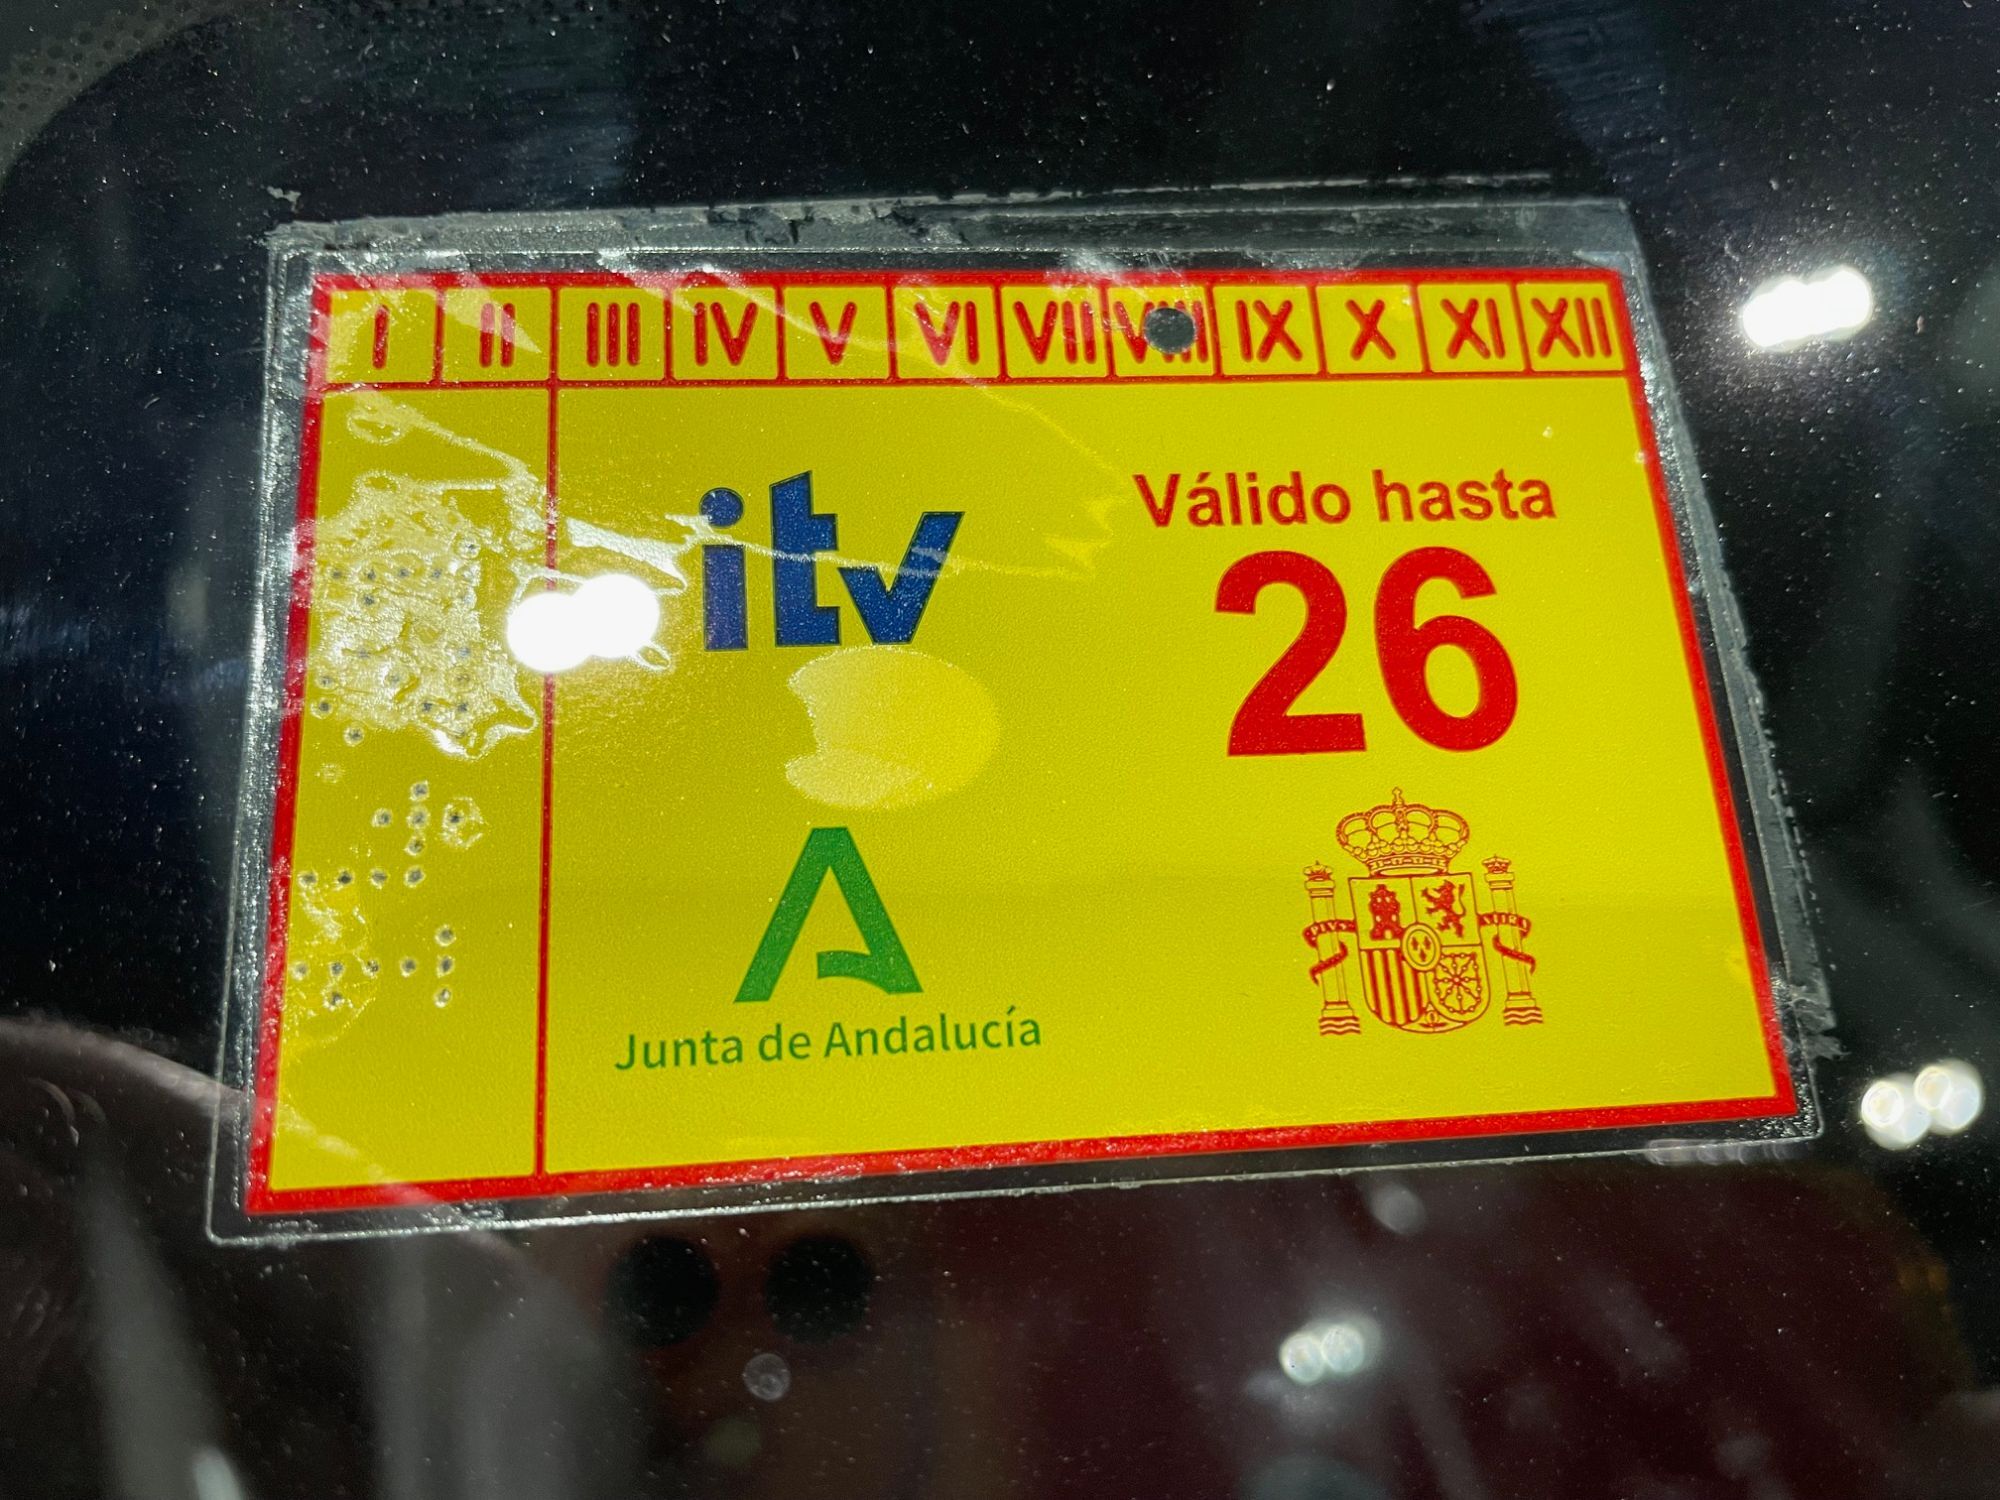 I II III IV V VI VII VIII IX X XI XII
itv
Válido hasta
26
Junta de Andalucía